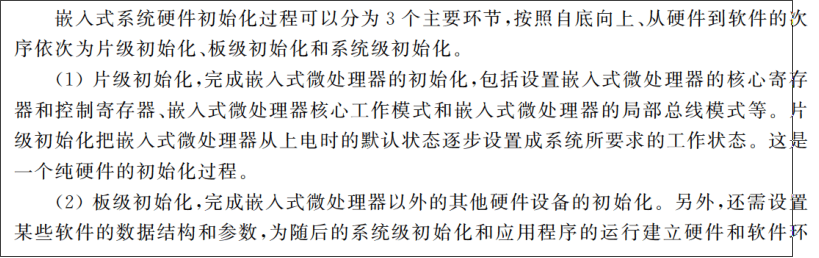 嵌入式系统硬件初始化过程可以分为 3 个主要环节,按照自底向上、从硬件到软件的次
序依次为片级初始化、板级初始化和系统级初始化。
(1) 片级初始化,完成嵌入式微处理器的初始化,包括设置嵌入式微处理器的核心寄存
器和控制寄存器、嵌入式微处理器核心工作模式和嵌入式微处理器的局部总线模式等。片
级初始化把嵌入式微处理器从上电时的默认状态逐步设置成系统所要求的工作状态。这是
一个纯硬件的初始化过程。
(2) 板级初始化,完成嵌入式微处理器以外的其他硬件设备的初始化。另外,还需设置
某些软件的数据结构和参数,为随后的系统级初始化和应用程序的运行建立硬件和软件环